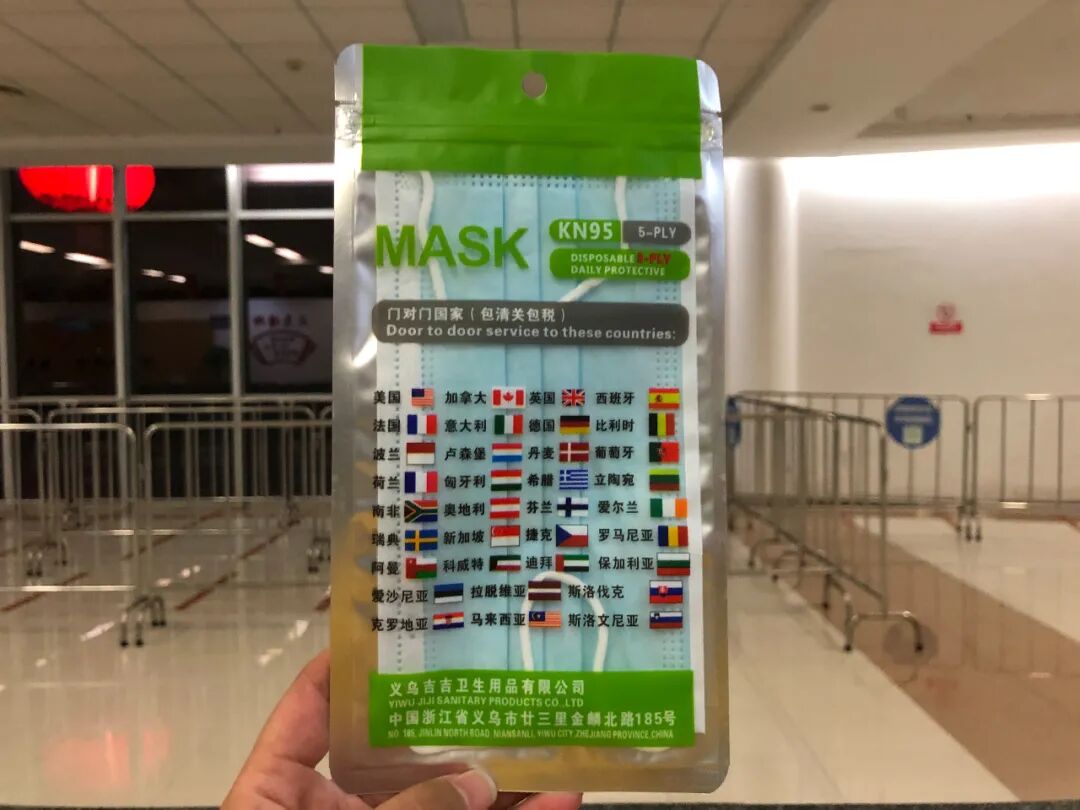 MASK
KN95 5-PLY
DISPOSABLE 5-PLY
DAILY PROTECTIVE
门对门国家（包清关包税）
Door to door service to these countries:
美国 加拿大 英国 西班牙
法国 意大利 德国 比利时
波兰 卢森堡 丹麦 葡萄牙
荷兰 匈牙利 希腊 立陶宛
南非 奥地利 芬兰 爱尔兰
瑞典 新加坡 捷克 罗马尼亚
阿曼 科威特 迪拜 保加利亚
爱沙尼亚 拉脱维亚 斯洛伐克
克罗地亚 马来西亚 斯洛文尼亚
义乌吉吉卫生用品有限公司
YIWU JIJI SANITARY PRODUCTS CO.,LTD
中国浙江省义乌市廿三里金麟北路185号
NO 185, JINLIN NORTH ROAD, NIANSANLI, YIWU CITY, ZHEJIANG PROVINCE, CHINA